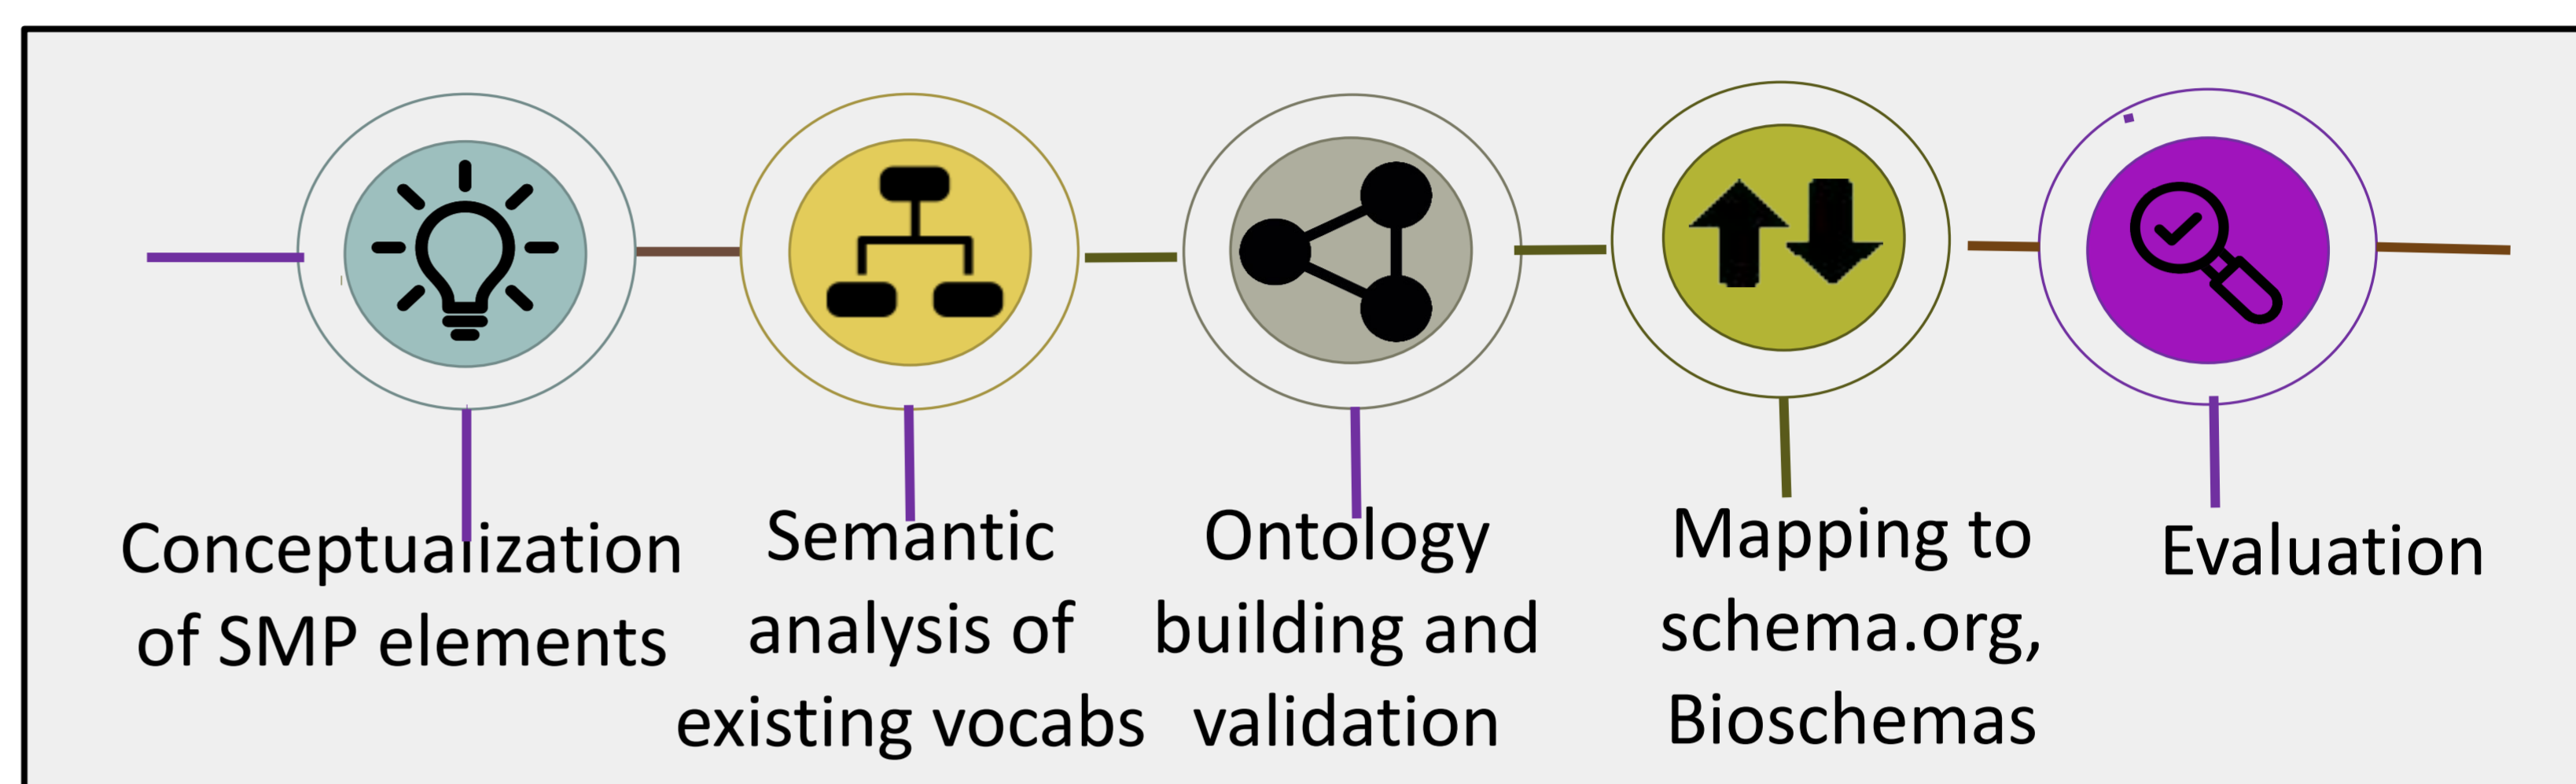 Conceptualization
of SMP elements
Semantic
analysis of
existing vocabs
Ontology
building and
validation
Mapping to
schema.org,
Bioschemas
Evaluation